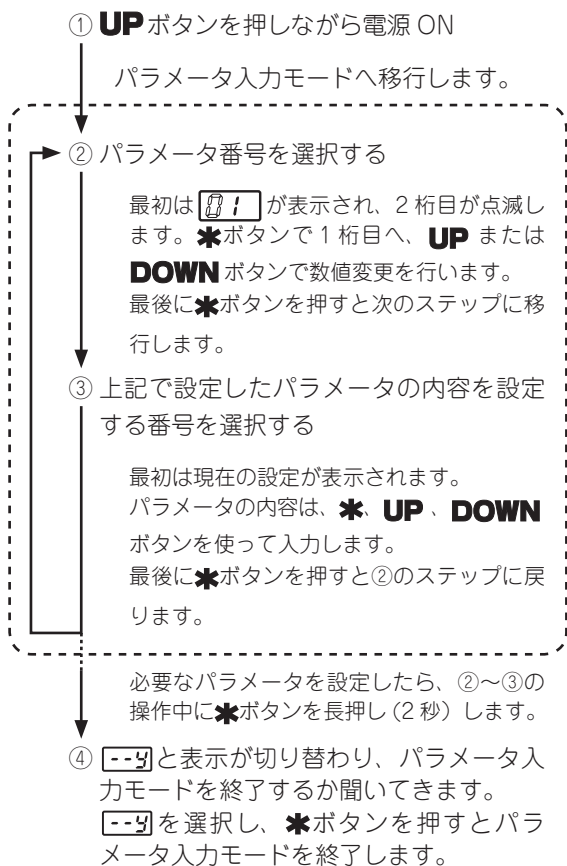 ① UP ボタンを押しながら電源 ON
パラメータ入力モードへ移行します。
② パラメータ番号を選択する
最初は 01 が表示され、2 桁目が点滅し
ます。✱ボタンで 1 桁目へ、UP または
DOWN ボタンで数値変更を行います。
最後に✱ボタンを押すと次のステップに移
行します。
③ 上記で設定したパラメータの内容を設定
する番号を選択する
最初は現在の設定が表示されます。
パラメータの内容は、✱、UP 、DOWN
ボタンを使って入力します。
最後に✱ボタンを押すと②のステップに戻
ります。
必要なパラメータを設定したら、②〜③の
操作中に✱ボタンを長押し (2 秒）します。
④ --y と表示が切り替わり、パラメータ入
力モードを終了するか聞いてきます。
--y を選択し、✱ボタンを押すとパラ
メータ入力モードを終了します。